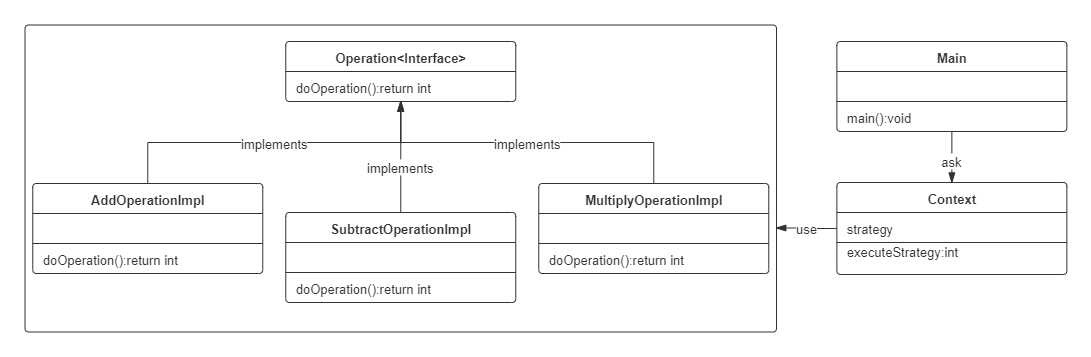 Operation<Interface>
doOperation():return int
implements
implements
implements
AddOperationImpl
doOperation():return int
SubtractOperationImpl
doOperation():return int
MultiplyOperationImpl
doOperation():return int
Main
main():void
ask
Context
strategy
executeStrategy:int
use